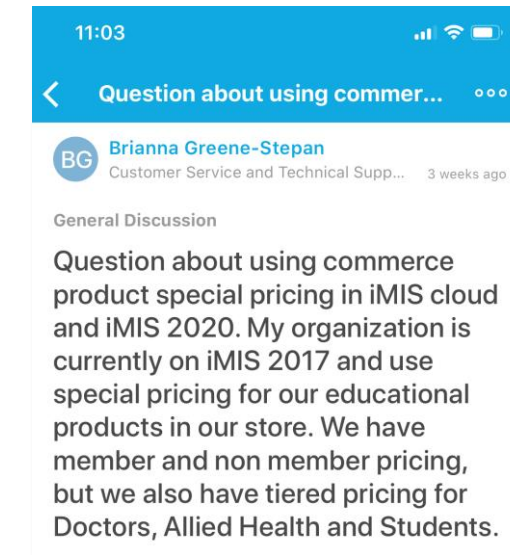 11:03
Question about using commer...
BG
Brianna Greene-Stepan
Customer Service and Technical Supp...
3 weeks ago
General Discussion
Question about using commerce
product special pricing in iMIS cloud
and iMIS 2020. My organization is
currently on iMIS 2017 and use
special pricing for our educational
products in our store. We have
member and non member pricing,
but we also have tiered pricing for
Doctors, Allied Health and Students.